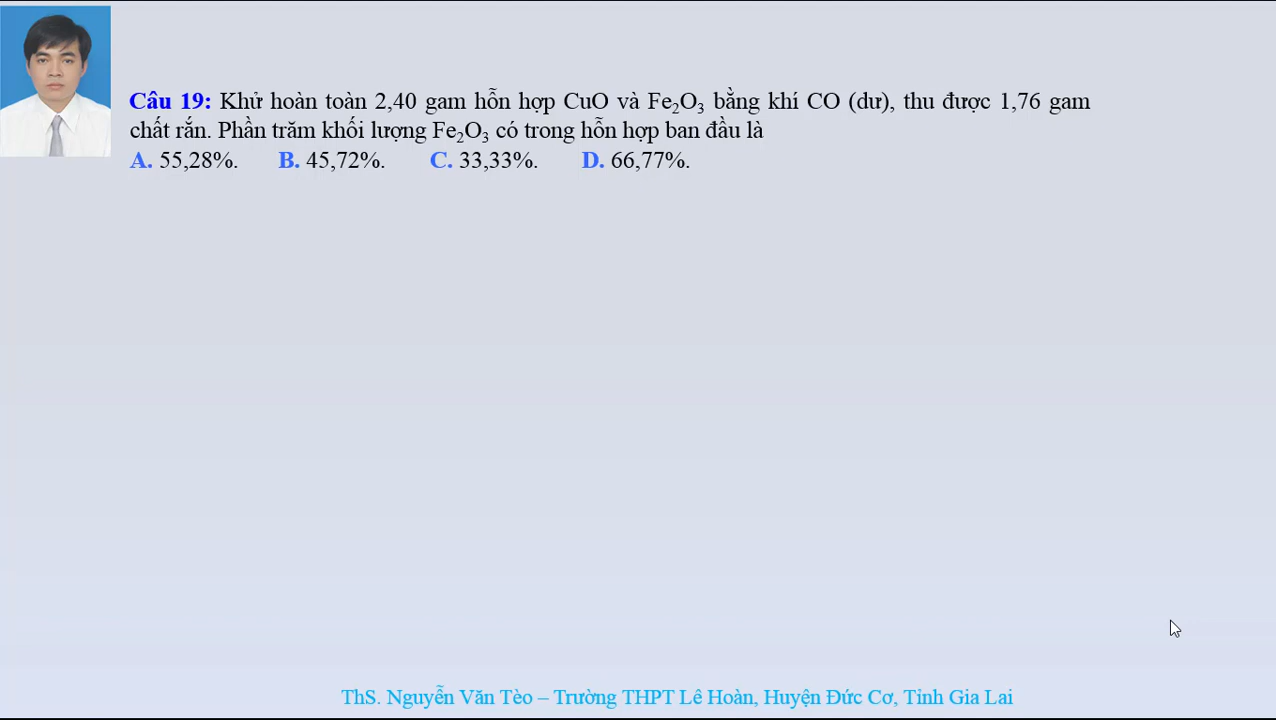 Câu 19: Khử hoàn toàn 2,40 gam hỗn hợp CuO và Fe₂O₃ bằng khí CO (dư), thu được 1,76 gam
chất rắn. Phần trăm khối lượng Fe₂O₃ có trong hỗn hợp ban đầu là
A. 55,28%. B. 45,72%. C. 33,33%. D. 66,77%.
ThS. Nguyễn Văn Tèo – Trường THPT Lê Hoàn, Huyện Đức Cơ, Tỉnh Gia Lai